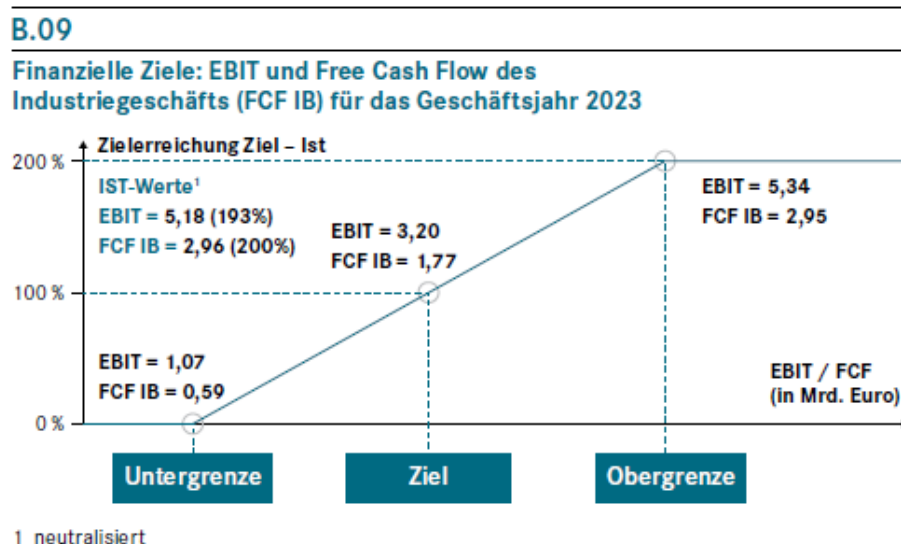 B.09
Finanzielle Ziele: EBIT und Free Cash Flow des
Industriegeschäfts (FCF IB) für das Geschäftsjahr 2023
Zielerreichung Ziel – Ist
200 %
IST-Werte¹
EBIT = 5,18 (193%)
FCF IB = 2,96 (200%)
EBIT = 3,20
FCF IB = 1,77
EBIT = 5,34
FCF IB = 2,95
100 %
EBIT = 1,07
FCF IB = 0,59
EBIT / FCF
(in Mrd. Euro)
0 %
Untergrenze
Ziel
Obergrenze
1 neutralisiert